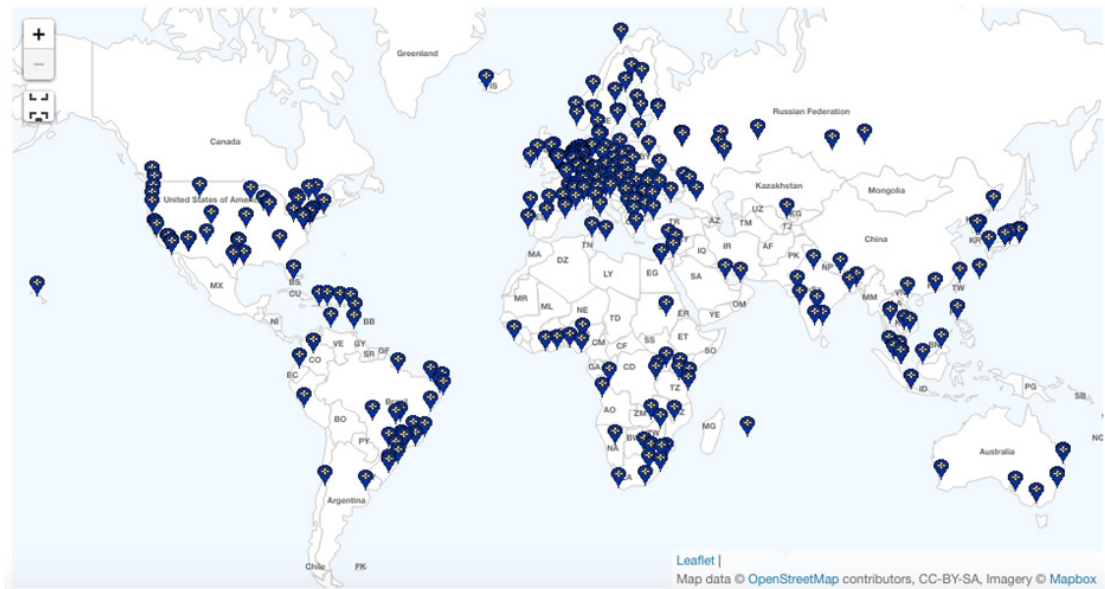 +
−
Greenland
IS
Russian Federation
Canada
Kazakhstan
Mongolia
United States of Amer
UZ
KG
TM
TJ
AZ
TR
China
KR
MA
TN
DZ
LY
EG
IQ
IR
AF
PK
NP
SA
OM
MM
TW
MX
BS
CU
MR
ML
NE
TD
ER
YE
NI
BB
VE
GY
SR
GF
CO
EC
CM
CF
SS
ET
SO
GA
CD
TZ
BN
ID
PG
SB
Brazil
BO
PY
AO
ZM
ZW
NA
BW
MG
Australia
NC
ZA
Argentina
Chile
FK
Leaflet |
Map data © OpenStreetMap contributors, CC-BY-SA, Imagery © Mapbox